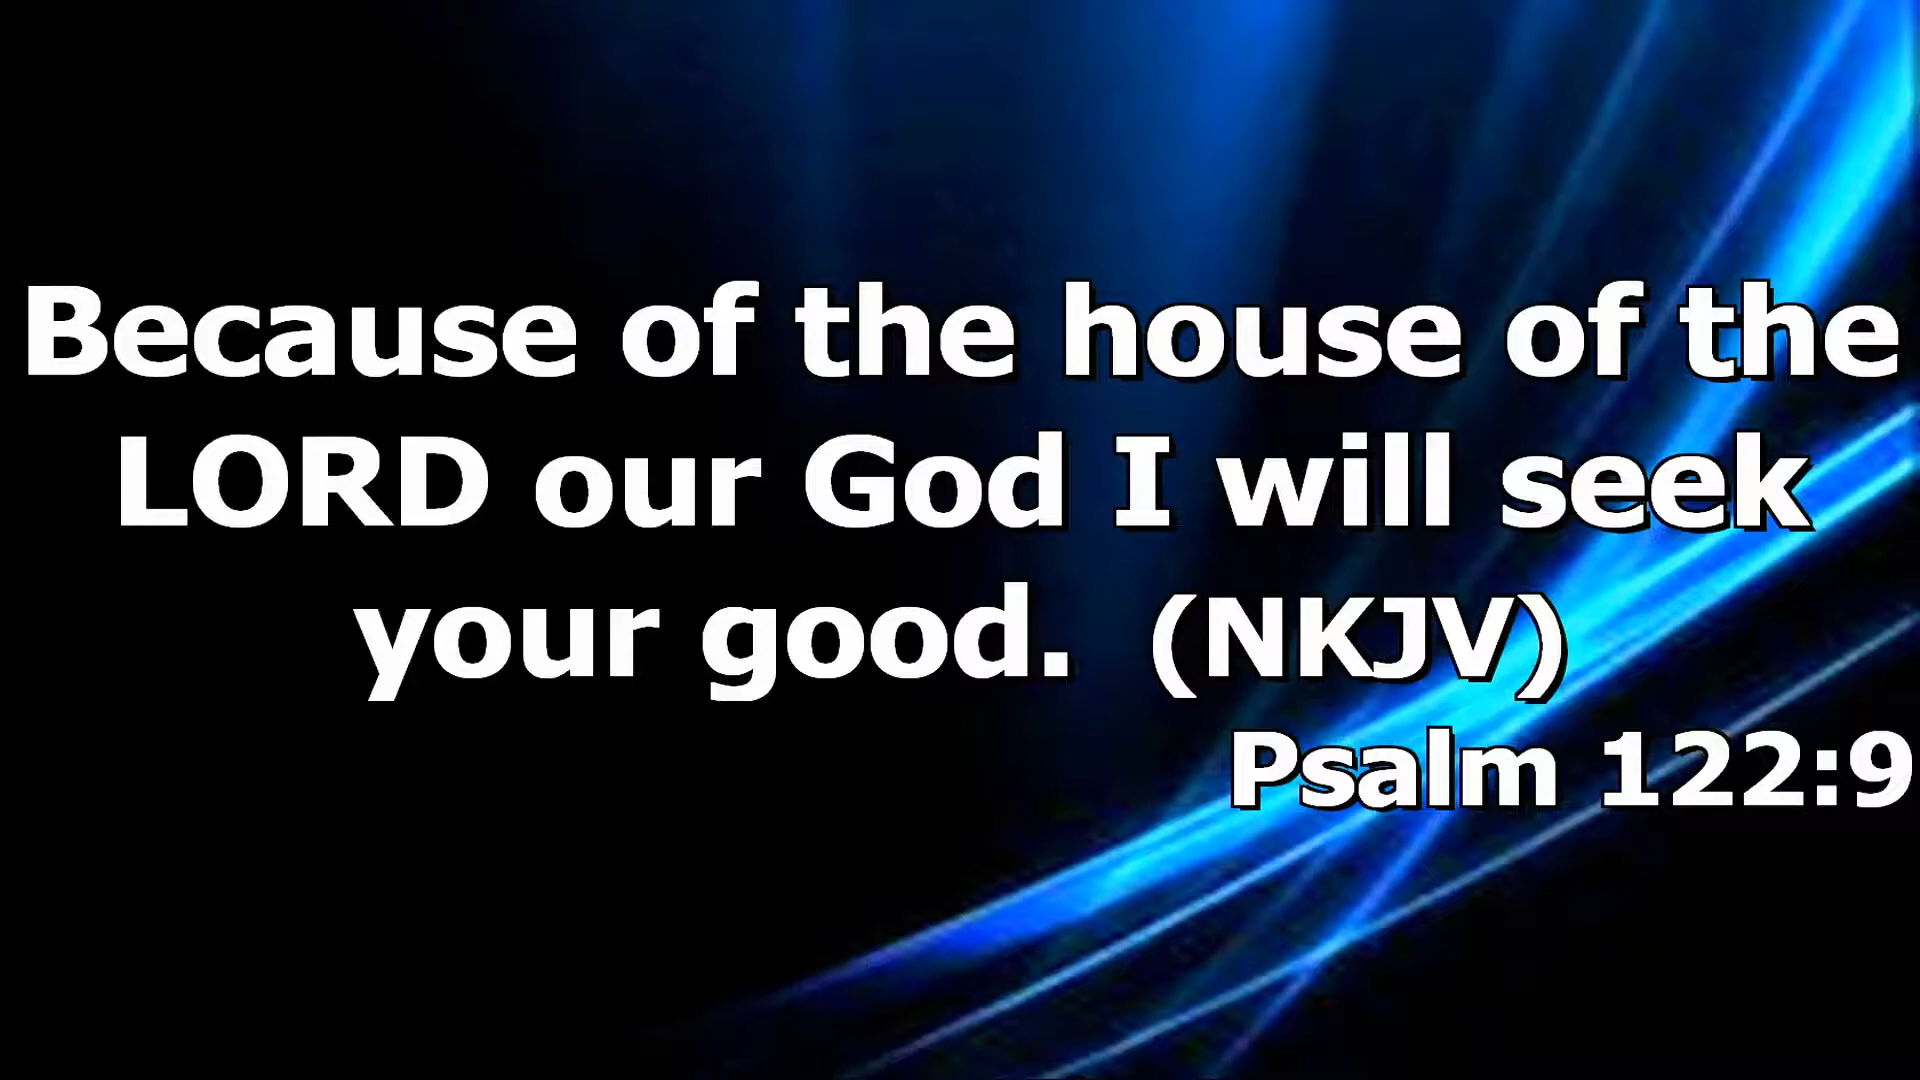 Because of the house of the
LORD our God I will seek
your good. (NKJV)
Psalm 122:9